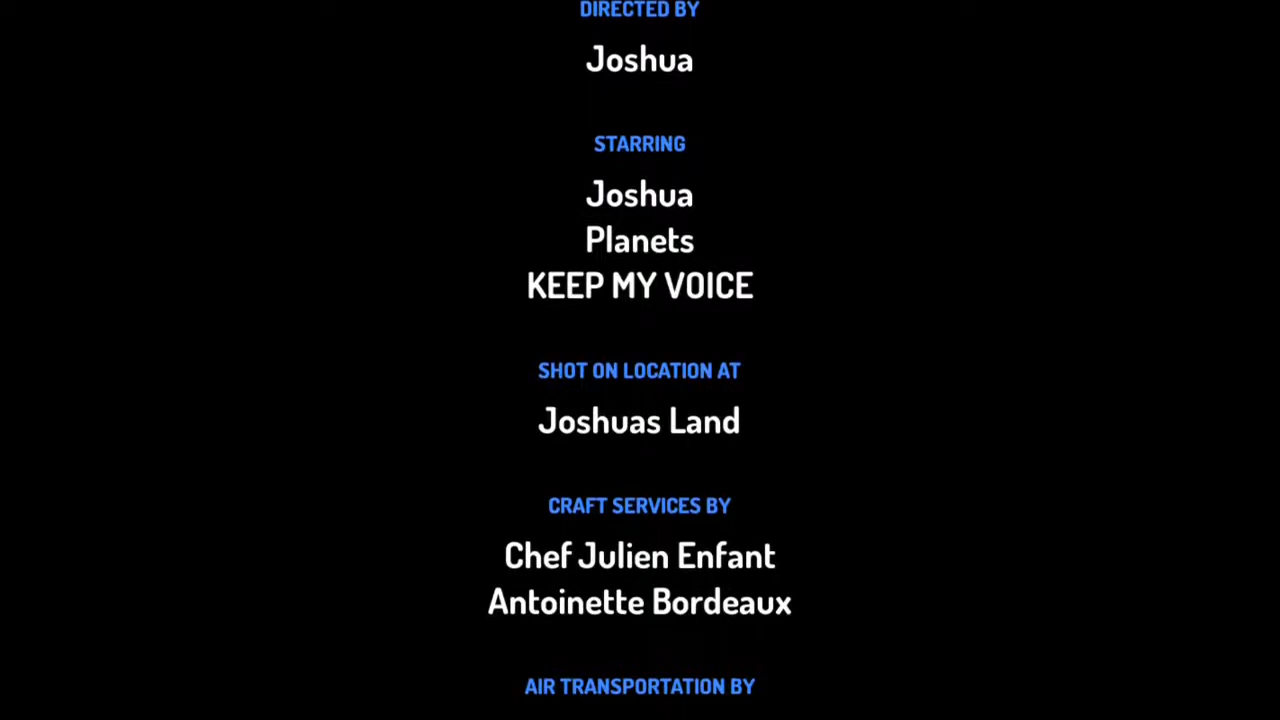 DIRECTED BY
Joshua
STARRING
Joshua
Planets
KEEP MY VOICE
SHOT ON LOCATION AT
Joshuas Land
CRAFT SERVICES BY
Chef Julien Enfant
Antoinette Bordeaux
AIR TRANSPORTATION BY